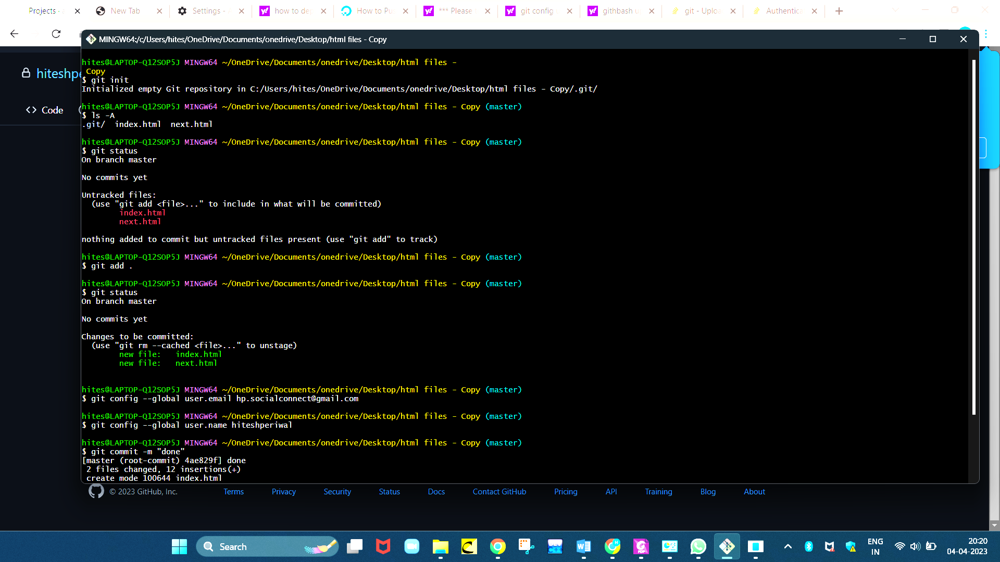 Projects
New Tab
Settings -
how to de
How to Pu
*** Please
git config
githbash u
git - Uploa
Authentica
MINGW64:/c/Users/hites/OneDrive/Documents/onedrive/Desktop/html files - Copy
hiteshpe
Code
hites@LAPTOP-Q12SOP5J MINGW64 ~/OneDrive/Documents/onedrive/Desktop/html files -
Copy
$ git init
Initialized empty Git repository in C:/Users/hites/OneDrive/Documents/onedrive/Desktop/html files - Copy/.git/
hites@LAPTOP-Q12SOP5J MINGW64 ~/OneDrive/Documents/onedrive/Desktop/html files - Copy (master)
$ ls -A
.git/  index.html  next.html
hites@LAPTOP-Q12SOP5J MINGW64 ~/OneDrive/Documents/onedrive/Desktop/html files - Copy (master)
$ git status
On branch master
No commits yet
Untracked files:
(use "git add <file>..." to include in what will be committed)
index.html
next.html
nothing added to commit but untracked files present (use "git add" to track)
hites@LAPTOP-Q12SOP5J MINGW64 ~/OneDrive/Documents/onedrive/Desktop/html files - Copy (master)
$ git add .
hites@LAPTOP-Q12SOP5J MINGW64 ~/OneDrive/Documents/onedrive/Desktop/html files - Copy (master)
$ git status
On branch master
No commits yet
Changes to be committed:
(use "git rm --cached <file>..." to unstage)
new file:   index.html
new file:   next.html
hites@LAPTOP-Q12SOP5J MINGW64 ~/OneDrive/Documents/onedrive/Desktop/html files - Copy (master)
$ git config --global user.email hp.socialconnect@gmail.com
hites@LAPTOP-Q12SOP5J MINGW64 ~/OneDrive/Documents/onedrive/Desktop/html files - Copy (master)
$ git config --global user.name hiteshperiwal
hites@LAPTOP-Q12SOP5J MINGW64 ~/OneDrive/Documents/onedrive/Desktop/html files - Copy (master)
$ git commit -m "done"
[master (root-commit) 4ae829f] done
2 files changed, 12 insertions(+)
create mode 100644 index.html
© 2023 GitHub, Inc.
Terms
Privacy
Security
Status
Docs
Contact GitHub
Pricing
API
Training
Blog
About
Search
ENG
IN
20:20
04-04-2023